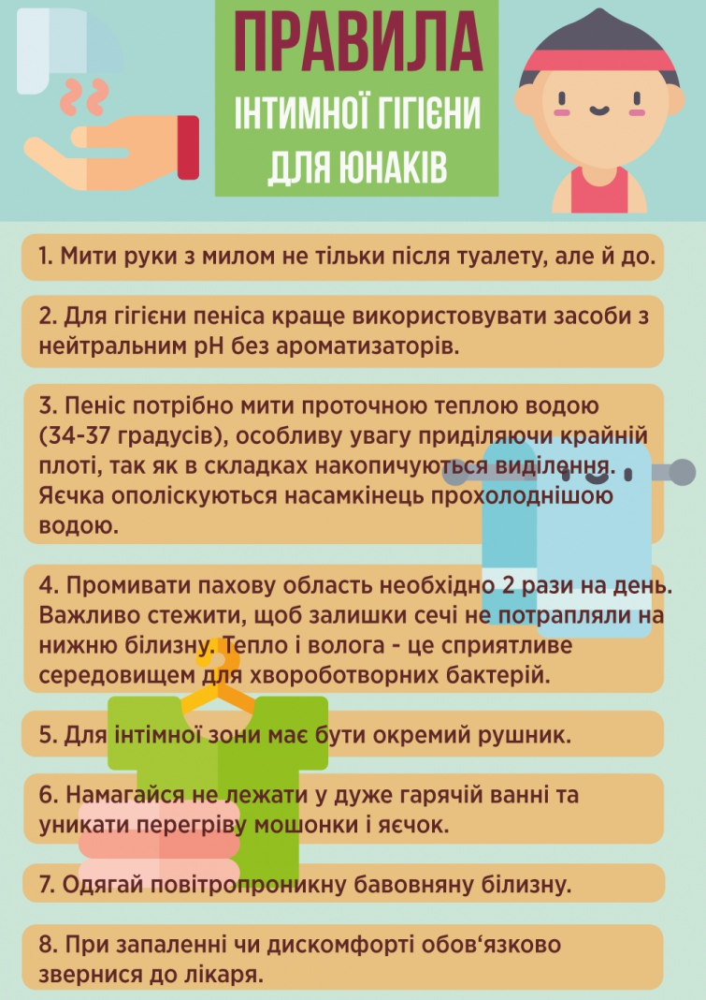 ПРАВИЛА
ІНТИМНОЇ ГІГІЄНИ
ДЛЯ ЮНАКІВ
1. Мити руки з милом не тільки після туалету, але й до.
2. Для гігієни пеніса краще використовувати засоби з
нейтральним pH без ароматизаторів.
3. Пеніс потрібно мити проточною теплою водою
(34-37 градусів), особливу увагу приділяючи крайній
плоті, так як в складках накопичуються виділення.
Яєчка ополіскуються насамкінець прохолоднішою
водою.
4. Промивати пахову область необхідно 2 рази на день.
Важливо стежити, щоб залишки сечі не потрапляли на
нижню білизну. Тепло і волога - це сприятливе
середовищем для хвороботворних бактерій.
5. Для інтімної зони має бути окремий рушник.
6. Намагайся не лежати у дуже гарячій ванні та
уникати перегріву мошонки і яєчок.
7. Одягай повітропроникну бавовняну білизну.
8. При запаленні чи дискомфорті обов‘язково
звернися до лікаря.